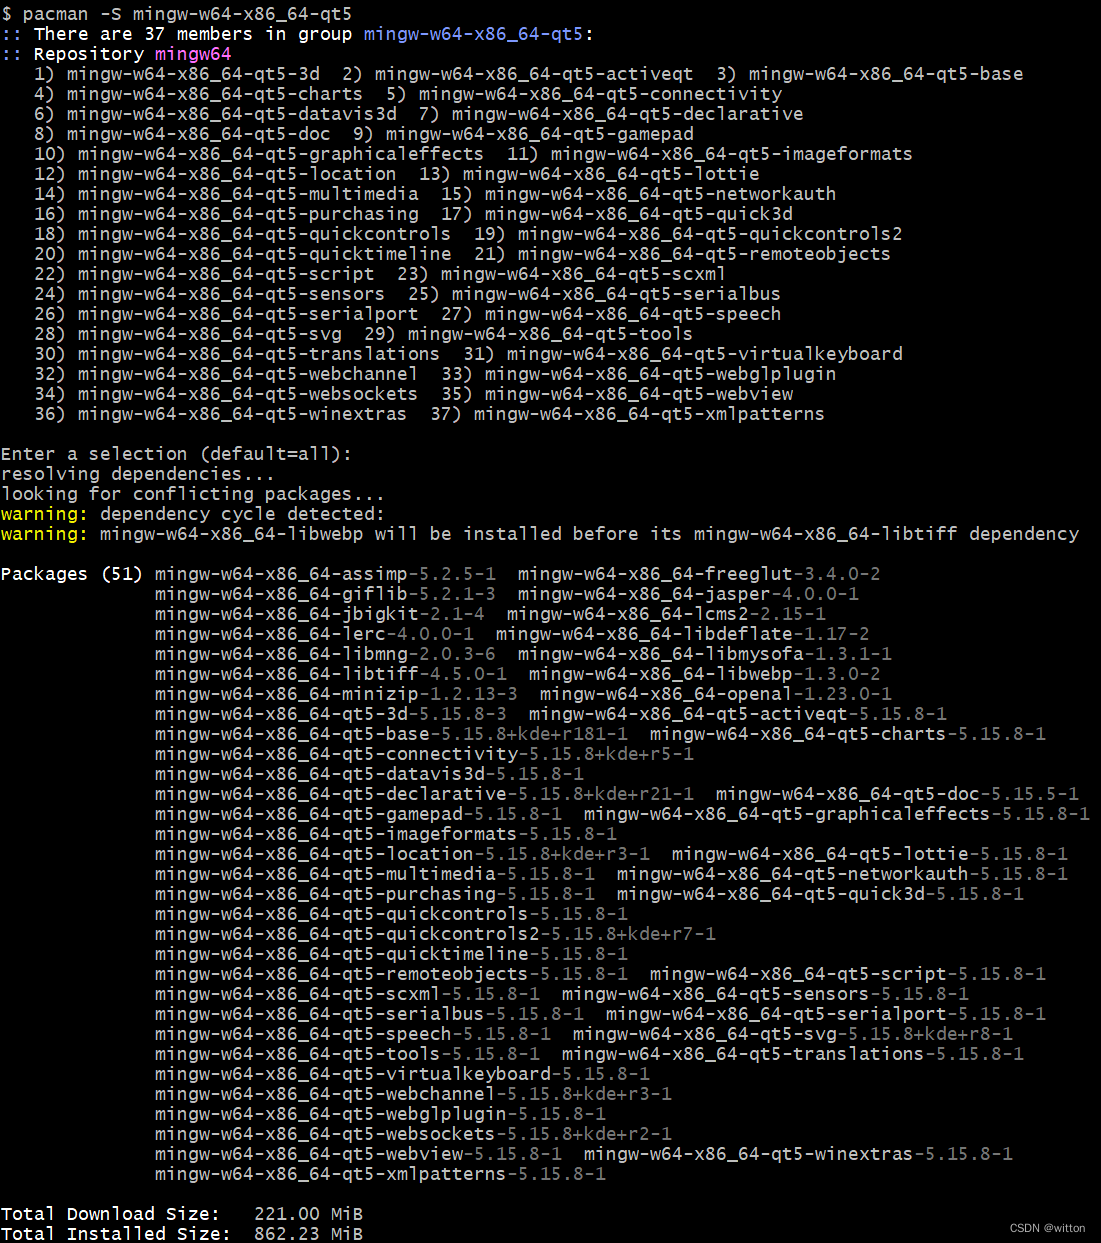 $ pacman -S mingw-w64-x86_64-qt5
:: There are 37 members in group mingw-w64-x86_64-qt5:
:: Repository mingw64
1) mingw-w64-x86_64-qt5-3d  2) mingw-w64-x86_64-qt5-activeqt  3) mingw-w64-x86_64-qt5-base
4) mingw-w64-x86_64-qt5-charts  5) mingw-w64-x86_64-qt5-connectivity
6) mingw-w64-x86_64-qt5-datavis3d  7) mingw-w64-x86_64-qt5-declarative
8) mingw-w64-x86_64-qt5-doc  9) mingw-w64-x86_64-qt5-gamepad
10) mingw-w64-x86_64-qt5-graphicaleffects  11) mingw-w64-x86_64-qt5-imageformats
12) mingw-w64-x86_64-qt5-location  13) mingw-w64-x86_64-qt5-lottie
14) mingw-w64-x86_64-qt5-multimedia  15) mingw-w64-x86_64-qt5-networkauth
16) mingw-w64-x86_64-qt5-purchasing  17) mingw-w64-x86_64-qt5-quick3d
18) mingw-w64-x86_64-qt5-quickcontrols  19) mingw-w64-x86_64-qt5-quickcontrols2
20) mingw-w64-x86_64-qt5-quicktimeline  21) mingw-w64-x86_64-qt5-remoteobjects
22) mingw-w64-x86_64-qt5-script  23) mingw-w64-x86_64-qt5-scxml
24) mingw-w64-x86_64-qt5-sensors  25) mingw-w64-x86_64-qt5-serialbus
26) mingw-w64-x86_64-qt5-serialport  27) mingw-w64-x86_64-qt5-speech
28) mingw-w64-x86_64-qt5-svg  29) mingw-w64-x86_64-qt5-tools
30) mingw-w64-x86_64-qt5-translations  31) mingw-w64-x86_64-qt5-virtualkeyboard
32) mingw-w64-x86_64-qt5-webchannel  33) mingw-w64-x86_64-qt5-webglplugin
34) mingw-w64-x86_64-qt5-websockets  35) mingw-w64-x86_64-qt5-webview
36) mingw-w64-x86_64-qt5-winextras  37) mingw-w64-x86_64-qt5-xmlpatterns
Enter a selection (default=all):
resolving dependencies...
looking for conflicting packages...
warning: dependency cycle detected:
warning: mingw-w64-x86_64-libwebp will be installed before its mingw-w64-x86_64-libtiff dependency
Packages (51) mingw-w64-x86_64-assimp-5.2.5-1  mingw-w64-x86_64-freeglut-3.4.0-2
mingw-w64-x86_64-giflib-5.2.1-3  mingw-w64-x86_64-jasper-4.0.0-1
mingw-w64-x86_64-jbigkit-2.1-4  mingw-w64-x86_64-lcms2-2.15-1
mingw-w64-x86_64-lerc-4.0.0-1  mingw-w64-x86_64-libdeflate-1.17-2
mingw-w64-x86_64-libmng-2.0.3-6  mingw-w64-x86_64-libmysofa-1.3.1-1
mingw-w64-x86_64-libtiff-4.5.0-1  mingw-w64-x86_64-libwebp-1.3.0-2
mingw-w64-x86_64-minizip-1.2.13-3  mingw-w64-x86_64-openal-1.23.0-1
mingw-w64-x86_64-qt5-3d-5.15.8-3  mingw-w64-x86_64-qt5-activeqt-5.15.8-1
mingw-w64-x86_64-qt5-base-5.15.8+kde+r181-1  mingw-w64-x86_64-qt5-charts-5.15.8-1
mingw-w64-x86_64-qt5-connectivity-5.15.8+kde+r5-1
mingw-w64-x86_64-qt5-datavis3d-5.15.8-1
mingw-w64-x86_64-qt5-declarative-5.15.8+kde+r21-1  mingw-w64-x86_64-qt5-doc-5.15.5-1
mingw-w64-x86_64-qt5-gamepad-5.15.8-1  mingw-w64-x86_64-qt5-graphicaleffects-5.15.8-1
mingw-w64-x86_64-qt5-imageformats-5.15.8-1
mingw-w64-x86_64-qt5-location-5.15.8+kde+r3-1  mingw-w64-x86_64-qt5-lottie-5.15.8-1
mingw-w64-x86_64-qt5-multimedia-5.15.8-1  mingw-w64-x86_64-qt5-networkauth-5.15.8-1
mingw-w64-x86_64-qt5-purchasing-5.15.8-1  mingw-w64-x86_64-qt5-quick3d-5.15.8-1
mingw-w64-x86_64-qt5-quickcontrols-5.15.8-1
mingw-w64-x86_64-qt5-quickcontrols2-5.15.8+kde+r7-1
mingw-w64-x86_64-qt5-quicktimeline-5.15.8-1
mingw-w64-x86_64-qt5-remoteobjects-5.15.8-1  mingw-w64-x86_64-qt5-script-5.15.8-1
mingw-w64-x86_64-qt5-scxml-5.15.8-1  mingw-w64-x86_64-qt5-sensors-5.15.8-1
mingw-w64-x86_64-qt5-serialbus-5.15.8-1  mingw-w64-x86_64-qt5-serialport-5.15.8-1
mingw-w64-x86_64-qt5-speech-5.15.8-1  mingw-w64-x86_64-qt5-svg-5.15.8+kde+r8-1
mingw-w64-x86_64-qt5-tools-5.15.8-1  mingw-w64-x86_64-qt5-translations-5.15.8-1
mingw-w64-x86_64-qt5-virtualkeyboard-5.15.8-1
mingw-w64-x86_64-qt5-webchannel-5.15.8+kde+r3-1
mingw-w64-x86_64-qt5-webglplugin-5.15.8-1
mingw-w64-x86_64-qt5-websockets-5.15.8+kde+r2-1
mingw-w64-x86_64-qt5-webview-5.15.8-1  mingw-w64-x86_64-qt5-winextras-5.15.8-1
mingw-w64-x86_64-qt5-xmlpatterns-5.15.8-1
Total Download Size:   221.00 MiB
Total Installed Size:  862.23 MiB
CSDN @witton